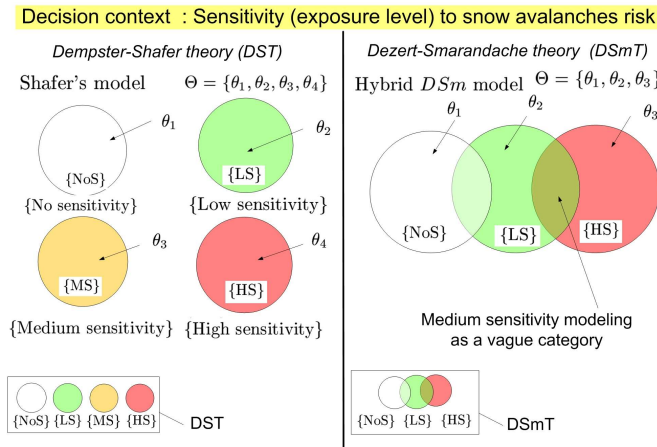 Decision context : Sensitivity (exposure level) to snow avalanches risk
Dempster-Shafer theory (DST)
Shafer's model
Θ = {θ1, θ2, θ3, θ4}
θ1
{NoS}
{No sensitivity}
θ2
{LS}
{Low sensitivity}
θ3
{MS}
{Medium sensitivity}
θ4
{HS}
{High sensitivity}
{NoS} {LS} {MS} {HS}
DST
Dezert-Smarandache theory (DSmT)
Hybrid DSm model
Θ = {θ1, θ2, θ3}
θ1
θ2
θ3
{NoS}
{LS}
{HS}
Medium sensitivity modeling
as a vague category
{NoS} {LS} {HS}
DSmT